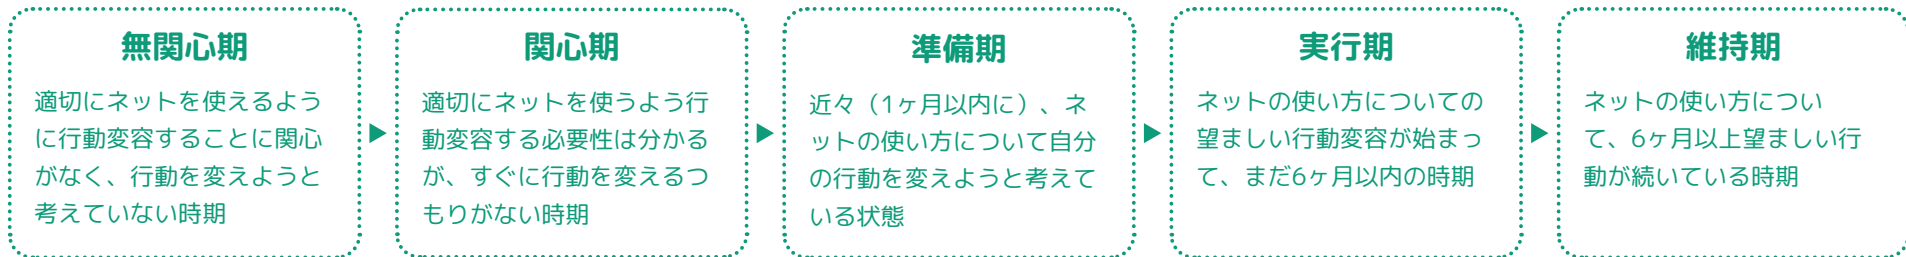 無関心期
適切にネットを使えるよう
に行動変容することに関心
がなく、行動を変えようと
考えていない時期
関心期
適切にネットを使うよう行
動変容する必要性は分かる
が、すぐに行動を変えるつ
もりがない時期
準備期
近々（1ヶ月以内に）、ネ
ットの使い方について自分
の行動を変えようと考えて
いる状態
実行期
ネットの使い方についての
望ましい行動変容が始まっ
て、まだ6ヶ月以内の時期
維持期
ネットの使い方につい
て、6ヶ月以上望ましい行
動が続いている時期